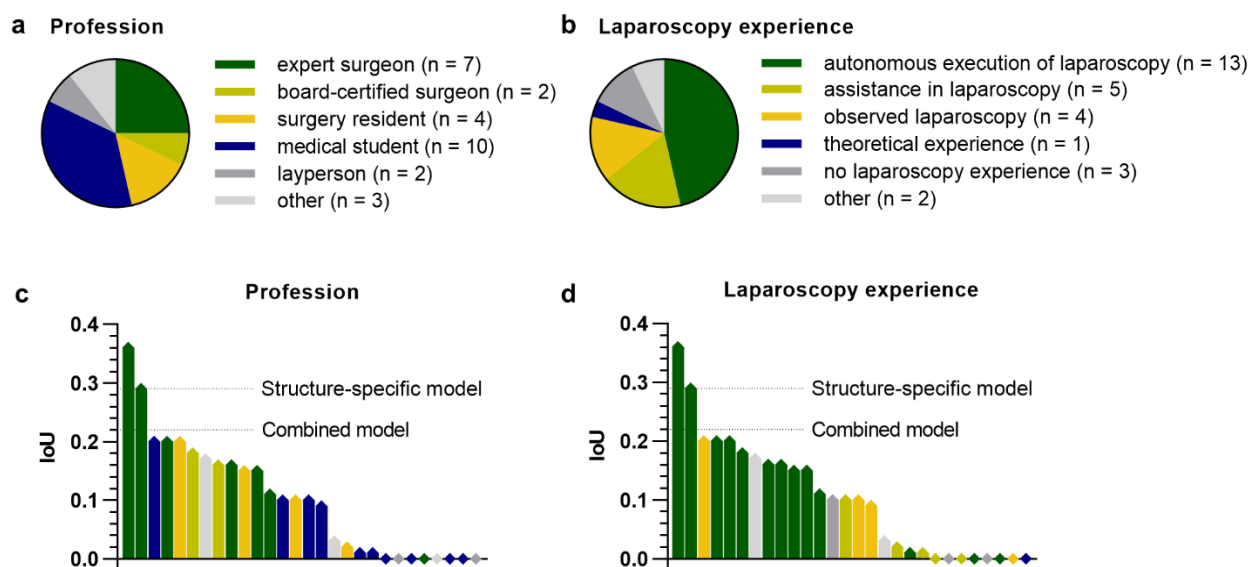 a Profession
expert surgeon (n = 7)
board-certified surgeon (n = 2)
surgery resident (n = 4)
medical student (n = 10)
layperson (n = 2)
other (n = 3)
b Laparoscopy experience
autonomous execution of laparoscopy (n = 13)
assistance in laparoscopy (n = 5)
observed laparoscopy (n = 4)
theoretical experience (n = 1)
no laparoscopy experience (n = 3)
other (n = 2)
c Profession
IoU
0.4
0.3
0.2
0.1
0.0
Structure-specific model
Combined model
d Laparoscopy experience
IoU
0.4
0.3
0.2
0.1
0.0
Structure-specific model
Combined model